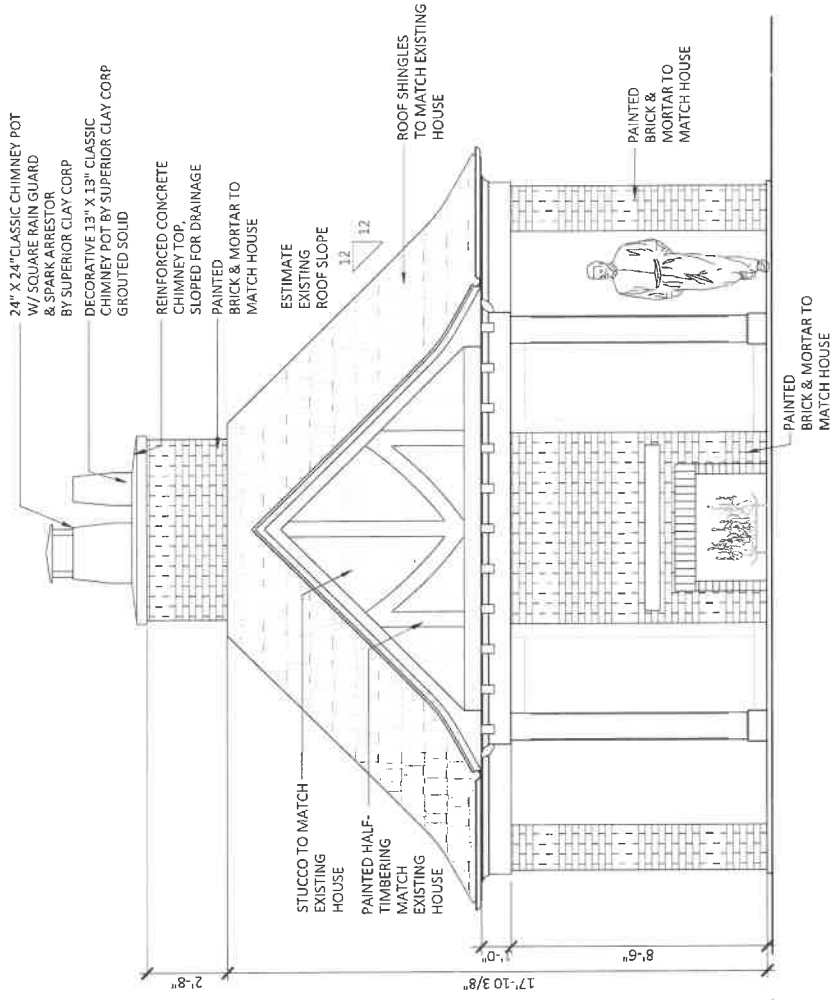 24" X 24"CLASSIC CHIMNEY POT
W/ SQUARE RAIN GUARD
& SPARK ARRESTOR
BY SUPERIOR CLAY CORP
DECORATIVE 13" X 13" CLASSIC
CHIMNEY POT BY SUPERIOR CLAY CORP
GROUTED SOLID
REINFORCED CONCRETE
CHIMNEY TOP,
SLOPED FOR DRAINAGE
PAINTED
BRICK & MORTAR TO
MATCH HOUSE
ESTIMATE
EXISTING
ROOF SLOPE
12
12
ROOF SHINGLES
TO MATCH EXISTING
HOUSE
PAINTED
BRICK &
MORTAR TO
MATCH HOUSE
STUCCO TO MATCH
EXISTING
HOUSE
PAINTED HALF-
TIMBERING
MATCH
EXISTING
HOUSE
PAINTED
BRICK & MORTAR TO
MATCH HOUSE
2'-8"
17'-10 3/8"
1'-0"
8'-6"